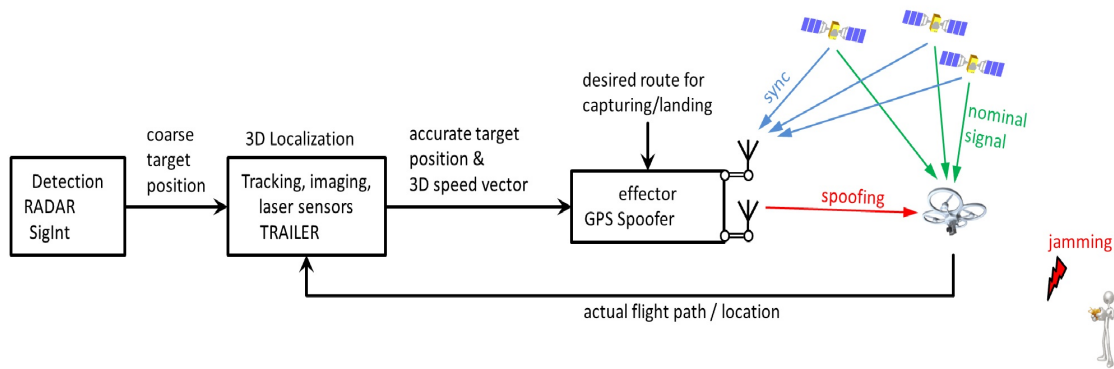 Detection
RADAR
SigInt
coarse
target
position
3D Localization
Tracking, imaging,
laser sensors
TRAILER
accurate target
position &
3D speed vector
desired route for
capturing/landing
effector
GPS Spoofer
sync
nominal
signal
spoofing
jamming
actual flight path / location